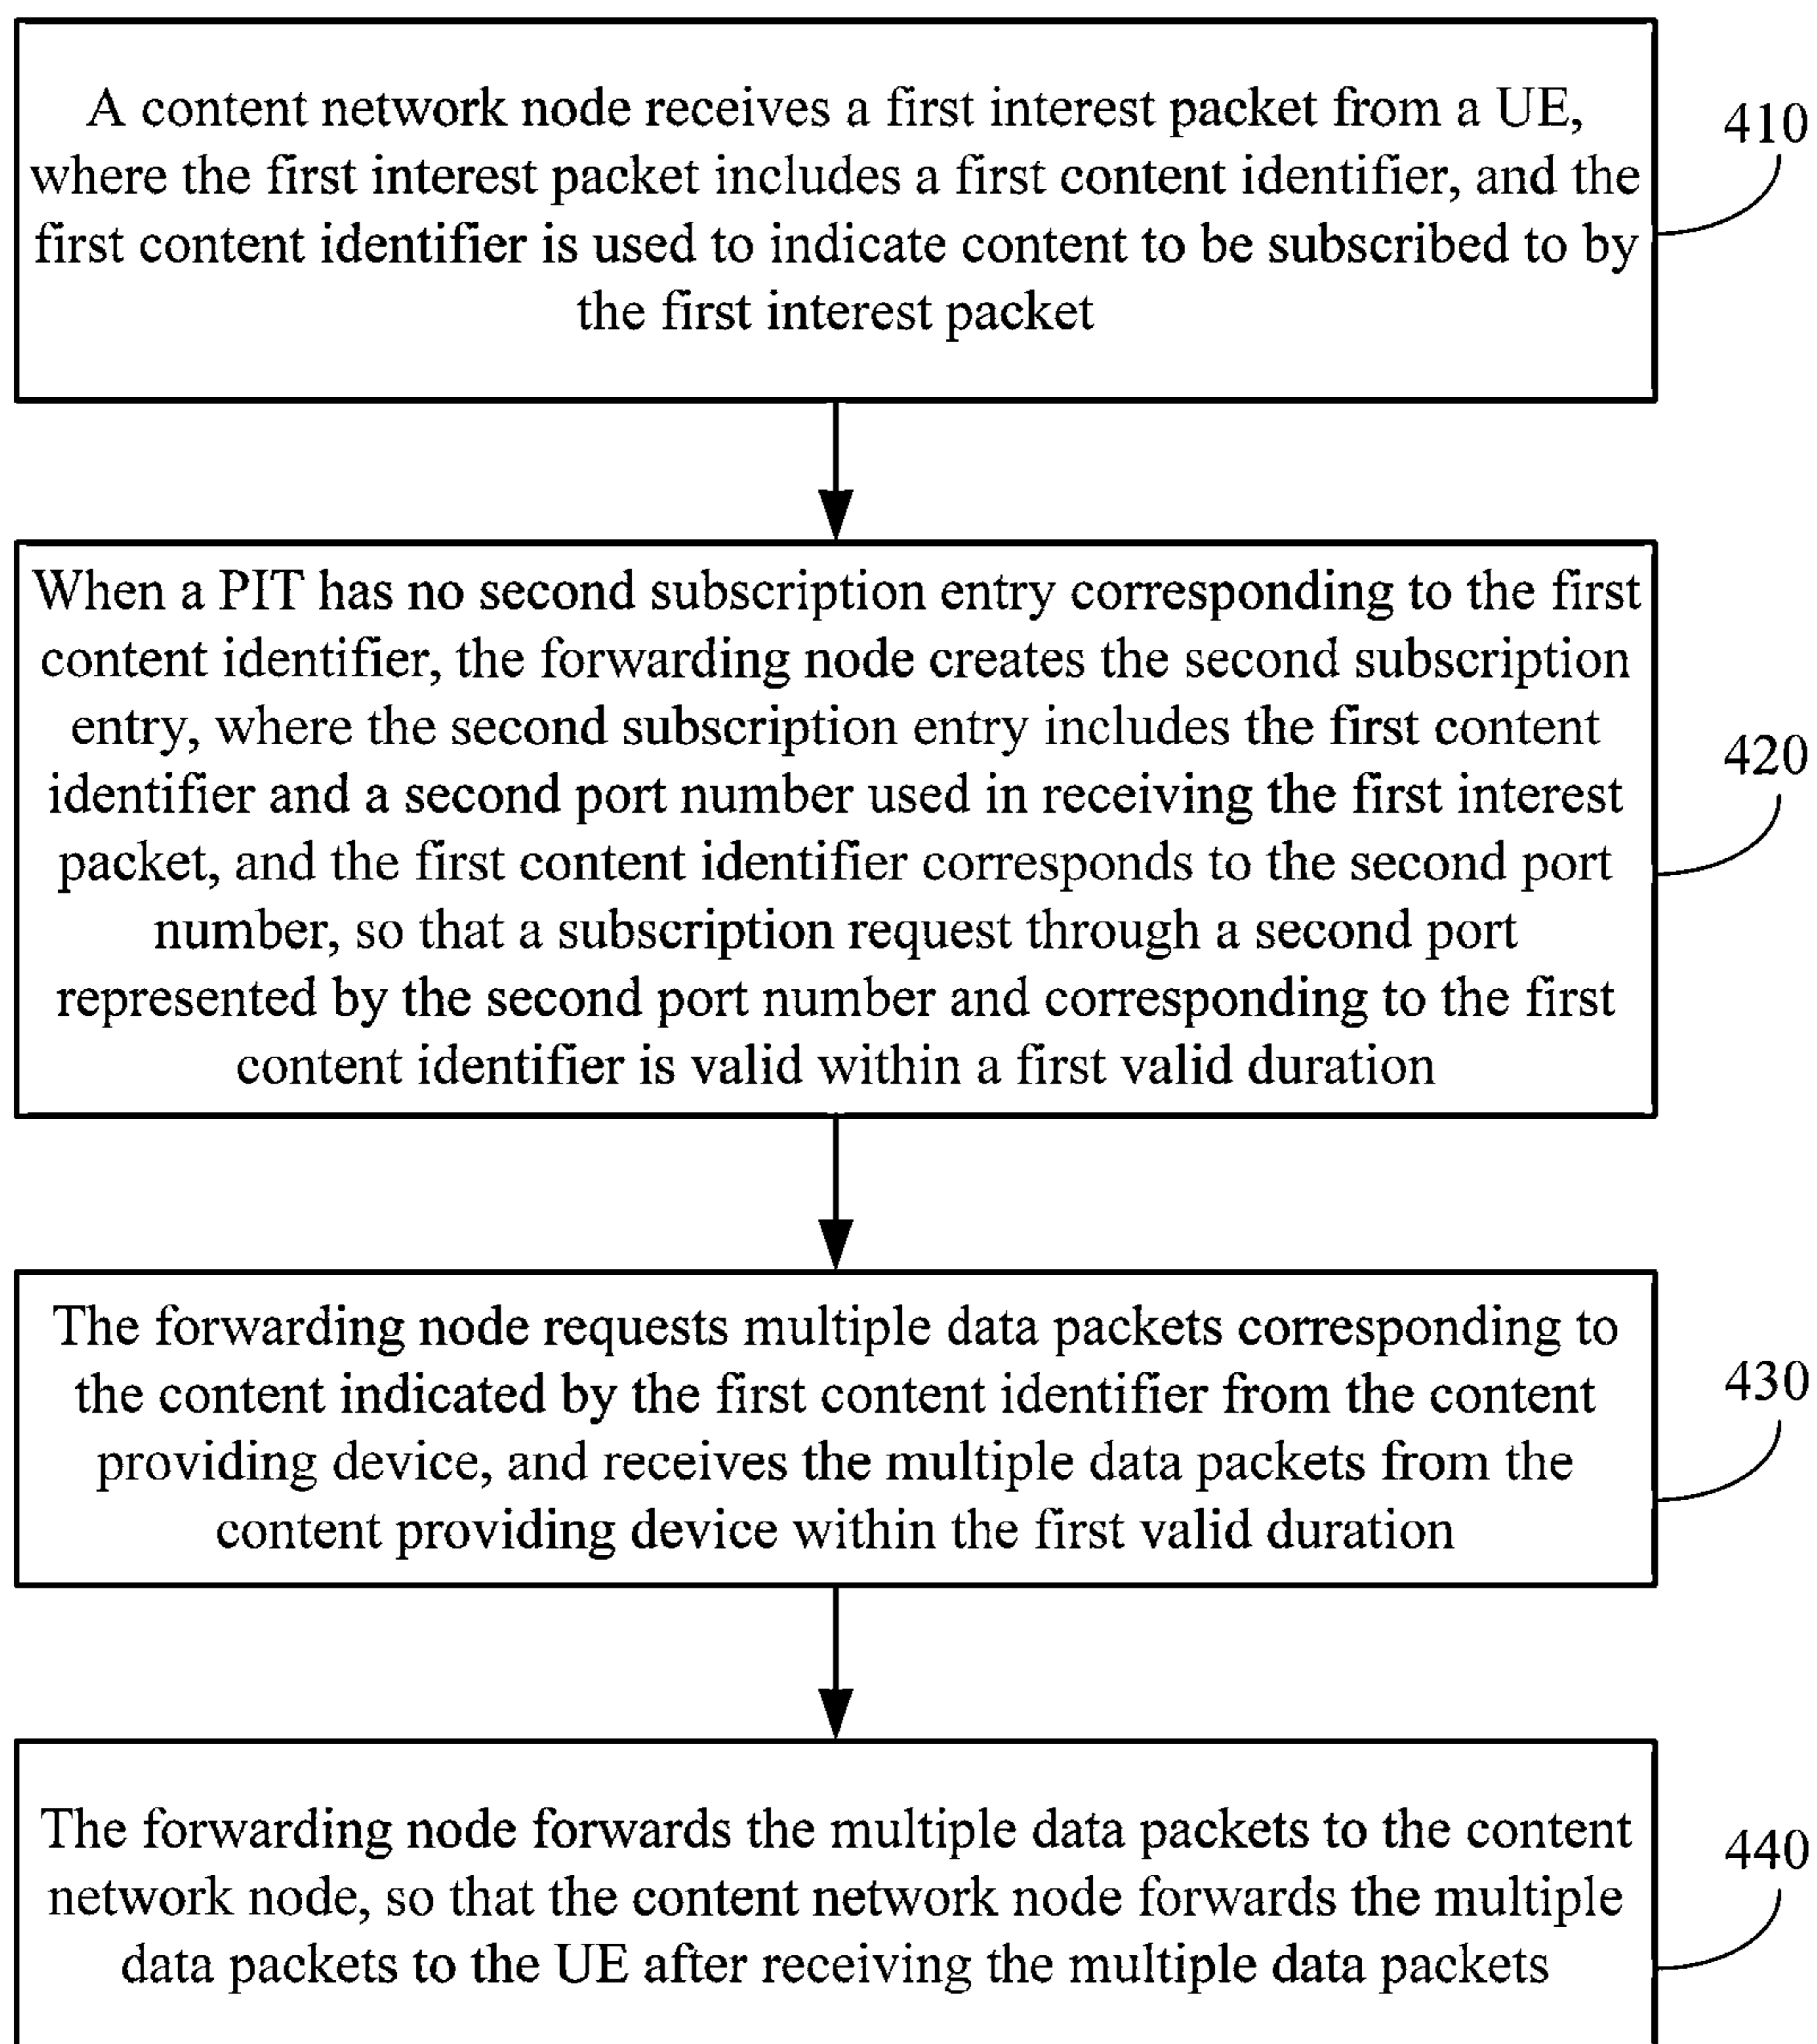 A content network node receives a first interest packet from a UE,
where the first interest packet includes a first content identifier, and the
first content identifier is used to indicate content to be subscribed to by
the first interest packet
410
When a PIT has no second subscription entry corresponding to the first
content identifier, the forwarding node creates the second subscription
entry, where the second subscription entry includes the first content
identifier and a second port number used in receiving the first interest
packet, and the first content identifier corresponds to the second port
number, so that a subscription request through a second port
represented by the second port number and corresponding to the first
content identifier is valid within a first valid duration
420
The forwarding node requests multiple data packets corresponding to
the content indicated by the first content identifier from the content
providing device, and receives the multiple data packets from the
content providing device within the first valid duration
430
The forwarding node forwards the multiple data packets to the content
network node, so that the content network node forwards the multiple
data packets to the UE after receiving the multiple data packets
440